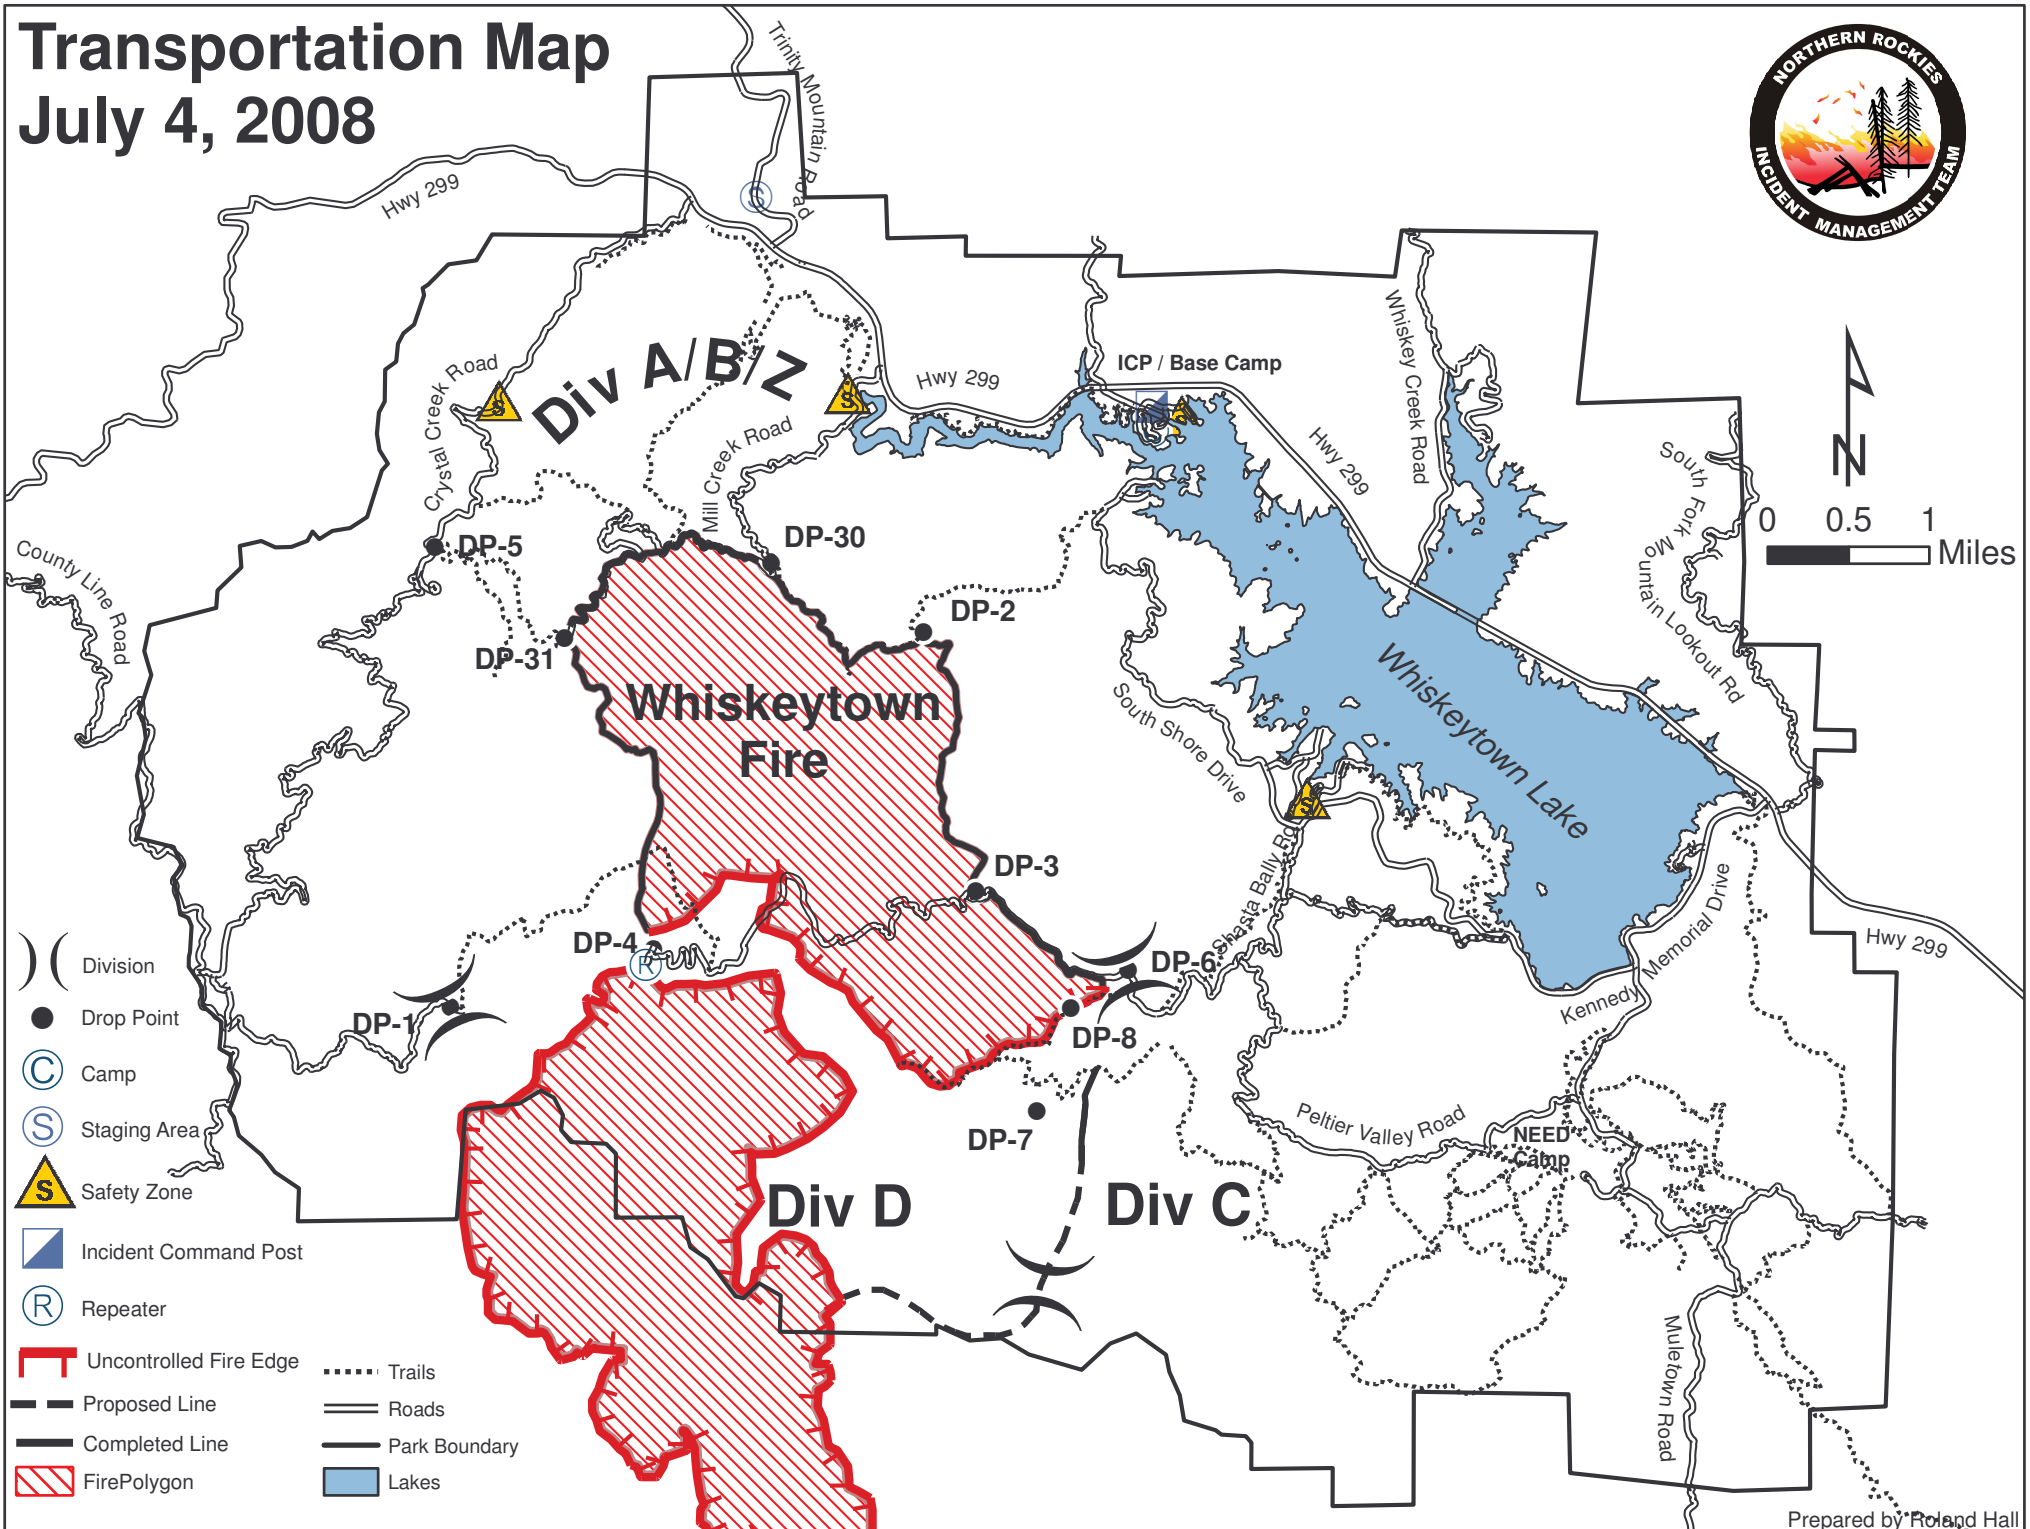 Transportation Map
July 4, 2008
NORTHERN ROCKIES
INCIDENT MANAGEMENT TEAM
Trinity Mountain Road
Hwy 299
S
Crystal Creek Road
S
Div A/B/Z
S
Hwy 299
ICP / Base Camp
S
Whiskey Creek Road
Hwy 299
South Fork Mountain Lookout Rd
N
0 0.5 1
Miles
Mill Creek Road
County Line Road
DP-5
DP-30
DP-2
DP-31
Whiskeytown
Fire
South Shore Drive
Whiskeytown Lake
S
DP-3
Shasta Bally Rd
Kennedy Memorial Drive
Hwy 299
DP-4
R
DP-6
DP-1
DP-8
DP-7
Peltier Valley Road
NEED
Camp
Div D
Div C
Muletown Road
Division
Drop Point
C Camp
S Staging Area
S Safety Zone
Incident Command Post
R Repeater
Uncontrolled Fire Edge
Proposed Line
Completed Line
FirePolygon
Trails
Roads
Park Boundary
Lakes
Prepared by Roland Hall